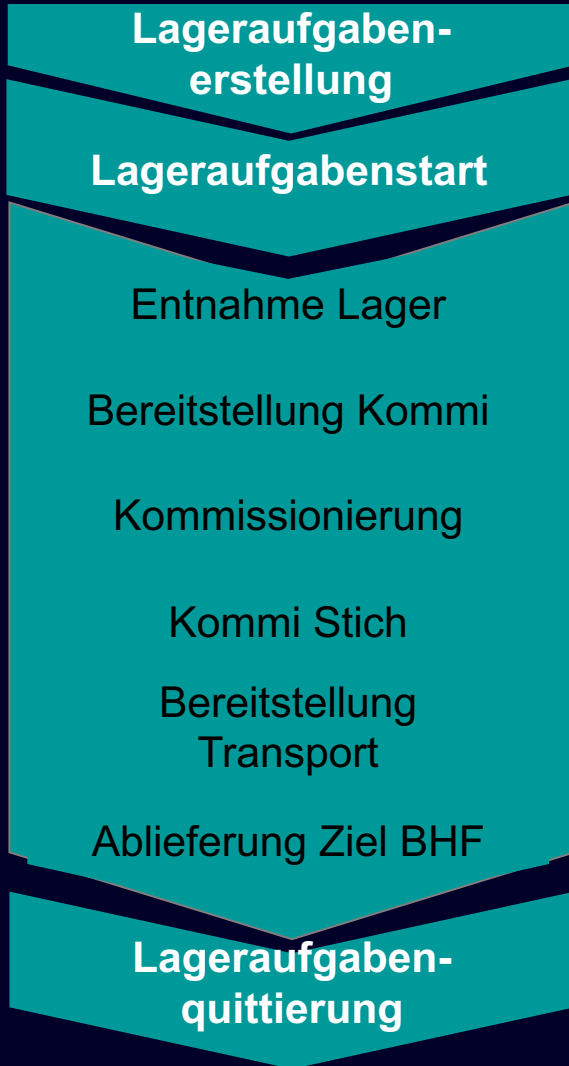 Lageraufgaben-
erstellung
Lageraufgabenstart
Entnahme Lager
Bereitstellung Kommi
Kommissionierung
Kommi Stich
Bereitstellung
Transport
Ablieferung Ziel BHF
Lageraufgaben-
quittierung